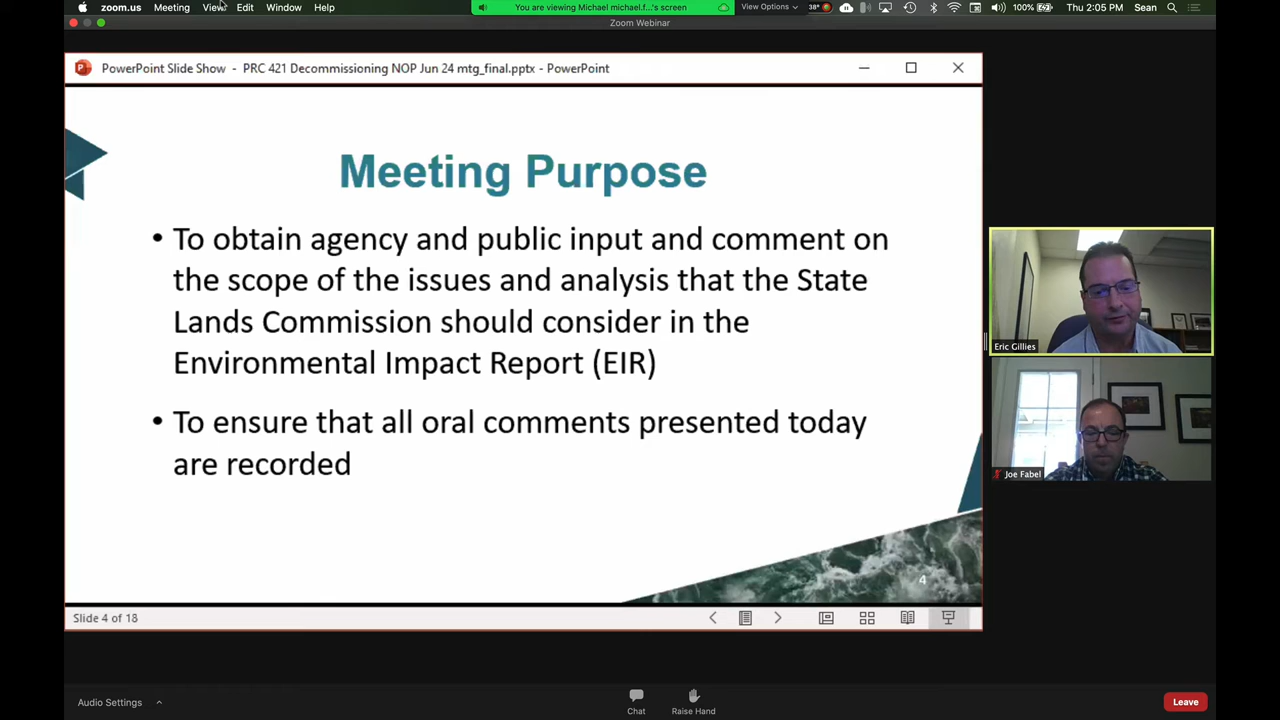 zoom.us Meeting View Edit Window Help
You are viewing Michael michael.f...'s screen
View Options
38°
100%
Thu 2:05 PM Sean
Zoom Webinar
PowerPoint Slide Show - PRC 421 Decommissioning NOP Jun 24 mtg_final.pptx - PowerPoint
Meeting Purpose
• To obtain agency and public input and comment on
the scope of the issues and analysis that the State
Lands Commission should consider in the
Environmental Impact Report (EIR)
• To ensure that all oral comments presented today
are recorded
4
Slide 4 of 18
Eric Gillies
Joe Fabel
Audio Settings
Chat
Raise Hand
Leave